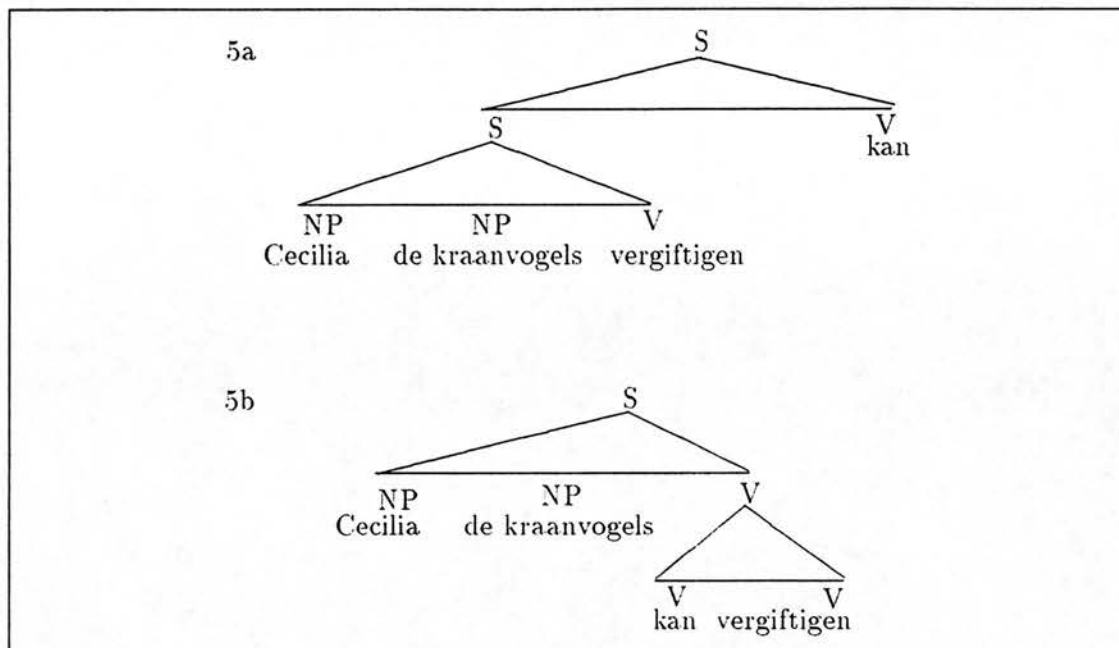 5a
S
S V
kan
NP NP V
Cecilia de kraanvogels vergiftigen
5b
S
NP NP V
Cecilia de kraanvogels
V V
kan vergiftigen